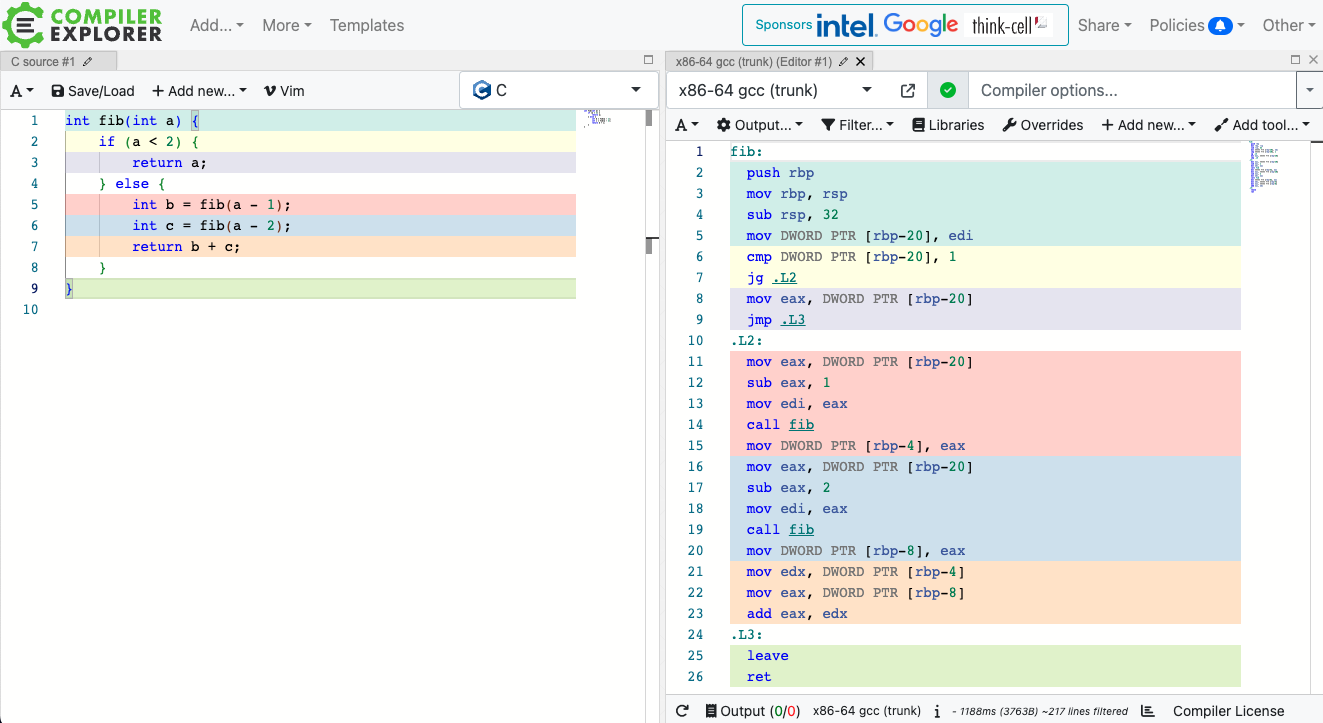 COMPILER
EXPLORER
Add... More Templates
Sponsors intel. Google think-cell Share Policies Other
C source #1
A Save/Load + Add new... Vim C
1 int fib(int a) {
2 if (a < 2) {
3 return a;
4 } else {
5 int b = fib(a - 1);
6 int c = fib(a - 2);
7 return b + c;
8 }
9 }
10
x86-64 gcc (trunk) (Editor #1)
x86-64 gcc (trunk) Compiler options...
A Output... Filter... Libraries Overrides + Add new... Add tool...
1 fib:
2 push rbp
3 mov rbp, rsp
4 sub rsp, 32
5 mov DWORD PTR [rbp-20], edi
6 cmp DWORD PTR [rbp-20], 1
7 jg .L2
8 mov eax, DWORD PTR [rbp-20]
9 jmp .L3
10 .L2:
11 mov eax, DWORD PTR [rbp-20]
12 sub eax, 1
13 mov edi, eax
14 call fib
15 mov DWORD PTR [rbp-4], eax
16 mov eax, DWORD PTR [rbp-20]
17 sub eax, 2
18 mov edi, eax
19 call fib
20 mov DWORD PTR [rbp-8], eax
21 mov edx, DWORD PTR [rbp-4]
22 mov eax, DWORD PTR [rbp-8]
23 add eax, edx
24 .L3:
25 leave
26 ret
Output (0/0) x86-64 gcc (trunk) i - 1188ms (3763B) ~217 lines filtered Compiler License